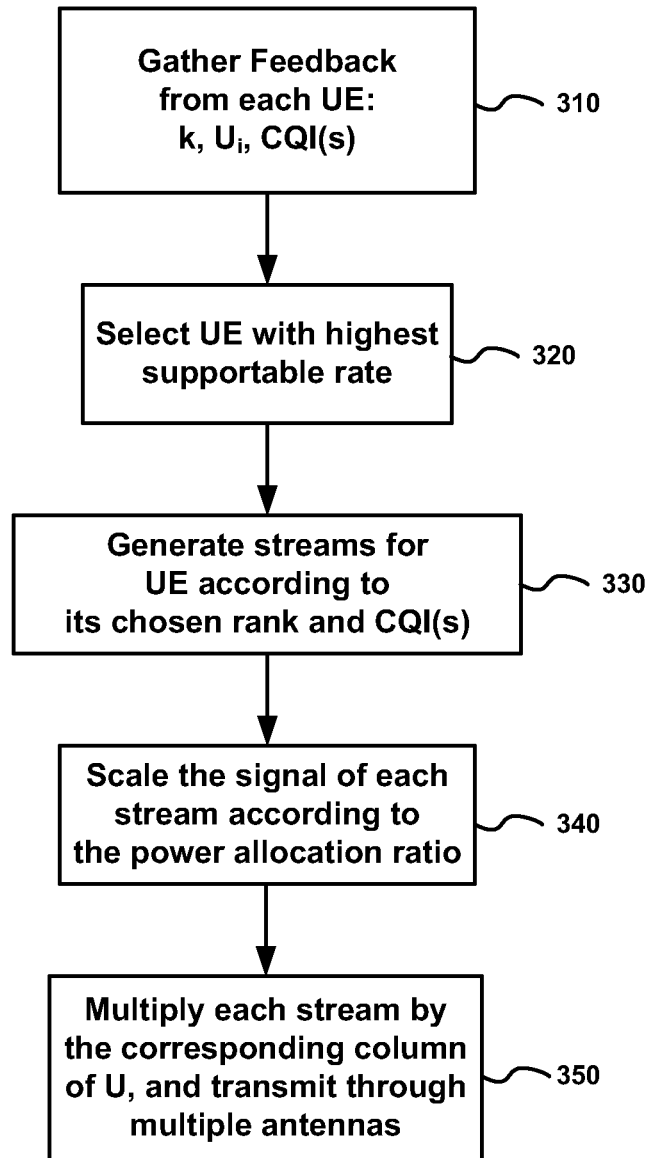 Gather Feedback
from each UE:
k, Uᵢ, CQI(s)
310
Select UE with highest
supportable rate
320
Generate streams for
UE according to
its chosen rank and CQI(s)
330
Scale the signal of each
stream according to
the power allocation ratio
340
Multiply each stream by
the corresponding column
of U, and transmit through
multiple antennas
350